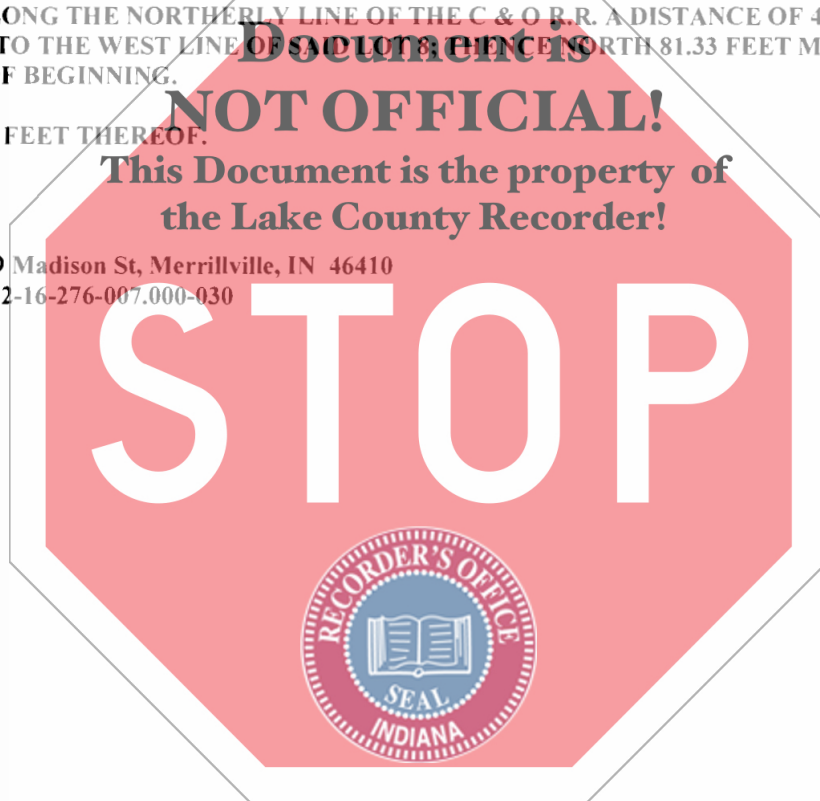 ONG THE NORTHERLY LINE OF THE C & O R.R. A DISTANCE OF 4
TO THE WEST LINE OF SAID LOT 8; THENCE NORTH 81.33 FEET M
F BEGINNING.
FEET THEREOF.
Document is
NOT OFFICIAL!
This Document is the property of
the Lake County Recorder!
Madison St, Merrillville, IN 46410
2-16-276-007.000-030
STOP
RECORDER'S OFFICE
SEAL
INDIANA